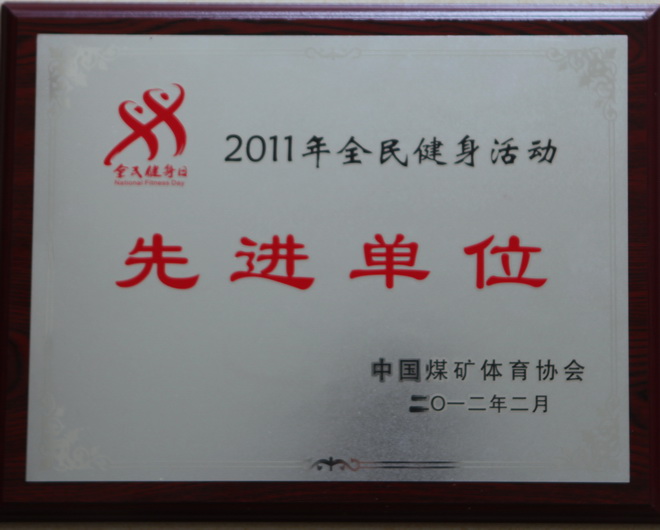 全民健身日
National Fitness Day
2011年全民健身活动
先进单位
中国煤矿体育协会
二〇一二年二月